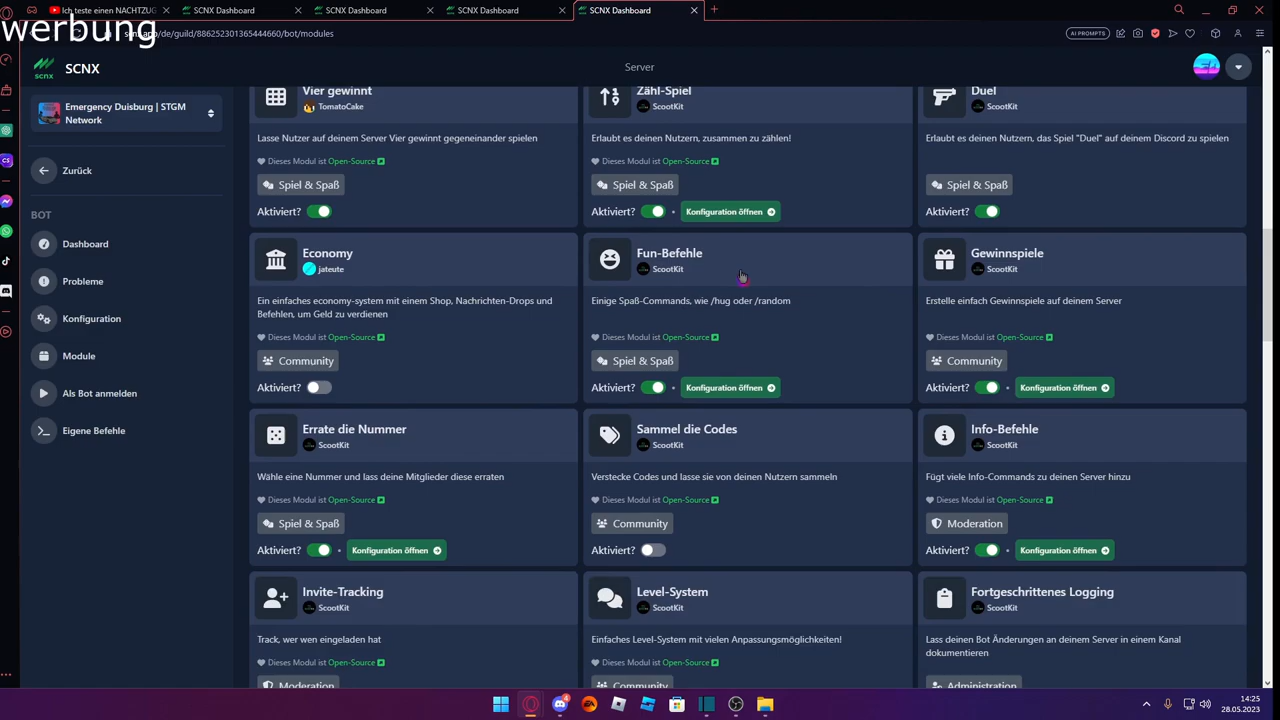 Ich teste einen NACHTZUG
SCNX Dashboard
SCNX Dashboard
SCNX Dashboard
SCNX Dashboard
werbung
/de/guild/886252301365444660/bot/modules
AI PROMPTS
SCNX
SCNX
Server
Emergency Duisburg | STGM
Network
Zurück
BOT
Dashboard
Probleme
Konfiguration
Module
Als Bot anmelden
Eigene Befehle
Vier gewinnt
TomatoCake
Lasse Nutzer auf deinem Server Vier gewinnt gegeneinander spielen
Dieses Modul ist Open-Source
Spiel & Spaß
Aktiviert?
Zähl-Spiel
ScootKit
Erlaubt es deinen Nutzern, zusammen zu zählen!
Dieses Modul ist Open-Source
Spiel & Spaß
Aktiviert? • Konfiguration öffnen
Duel
ScootKit
Erlaubt es deinen Nutzern, das Spiel "Duel" auf deinem Discord zu spielen
Spiel & Spaß
Aktiviert?
Economy
jateute
Ein einfaches economy-system mit einem Shop, Nachrichten-Drops und
Befehlen, um Geld zu verdienen
Dieses Modul ist Open-Source
Community
Aktiviert?
Fun-Befehle
ScootKit
Einige Spaß-Commands, wie /hug oder /random
Dieses Modul ist Open-Source
Spiel & Spaß
Aktiviert? • Konfiguration öffnen
Gewinnspiele
ScootKit
Erstelle einfach Gewinnspiele auf deinem Server
Dieses Modul ist Open-Source
Community
Aktiviert? • Konfiguration öffnen
Errate die Nummer
ScootKit
Wähle eine Nummer und lass deine Mitglieder diese erraten
Dieses Modul ist Open-Source
Spiel & Spaß
Aktiviert? • Konfiguration öffnen
Sammel die Codes
ScootKit
Verstecke Codes und lasse sie von deinen Nutzern sammeln
Dieses Modul ist Open-Source
Community
Aktiviert?
Info-Befehle
ScootKit
Fügt viele Info-Commands zu deinen Server hinzu
Dieses Modul ist Open-Source
Moderation
Aktiviert? • Konfiguration öffnen
Invite-Tracking
ScootKit
Track, wer wen eingeladen hat
Dieses Modul ist Open-Source
Moderation
Level-System
ScootKit
Einfaches Level-System mit vielen Anpassungsmöglichkeiten!
Dieses Modul ist Open-Source
Community
Fortgeschrittenes Logging
ScootKit
Lass deinen Bot Änderungen an deinem Server in einem Kanal
dokumentieren
Administration
14:25
28.05.2023